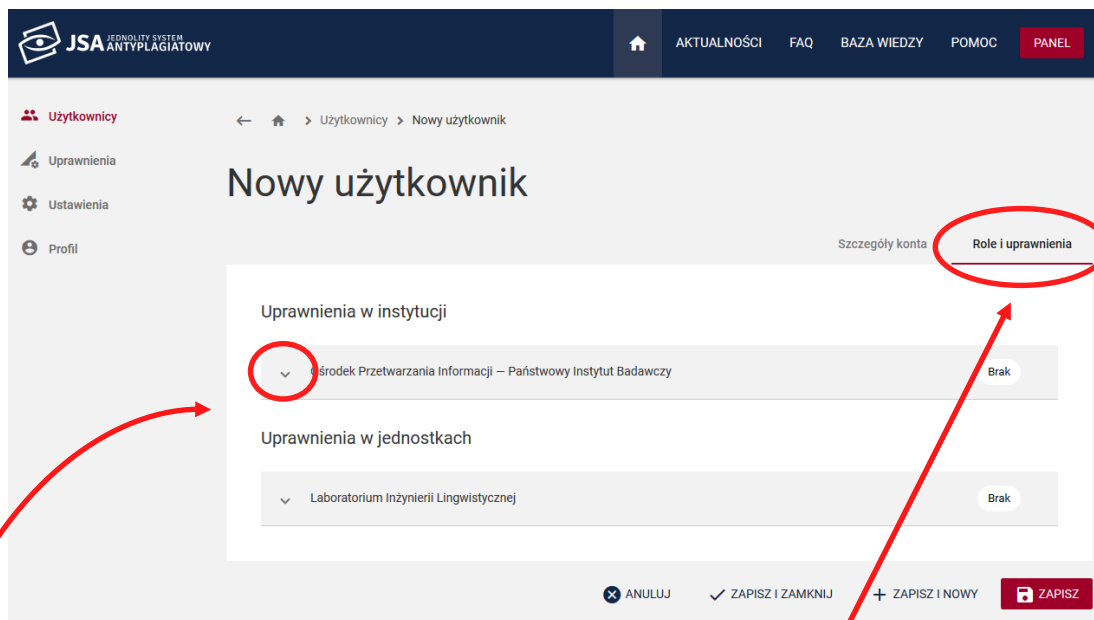 JSA JEDNOLITY SYSTEM ANTYPLAGIATOWY
AKTUALNOŚCI FAQ BAZA WIEDZY POMOC PANEL
Użytkownicy
Uprawnienia
Ustawienia
Profil
Użytkownicy > Nowy użytkownik
Nowy użytkownik
Szczegóły konta Role i uprawnienia
Uprawnienia w instytucji
Ośrodek Przetwarzania Informacji — Państwowy Instytut Badawczy Brak
Uprawnienia w jednostkach
Laboratorium Inżynierii Lingwistycznej Brak
ANULUJ ZAPISZ I ZAMKNIJ ZAPISZ I NOWY ZAPISZ